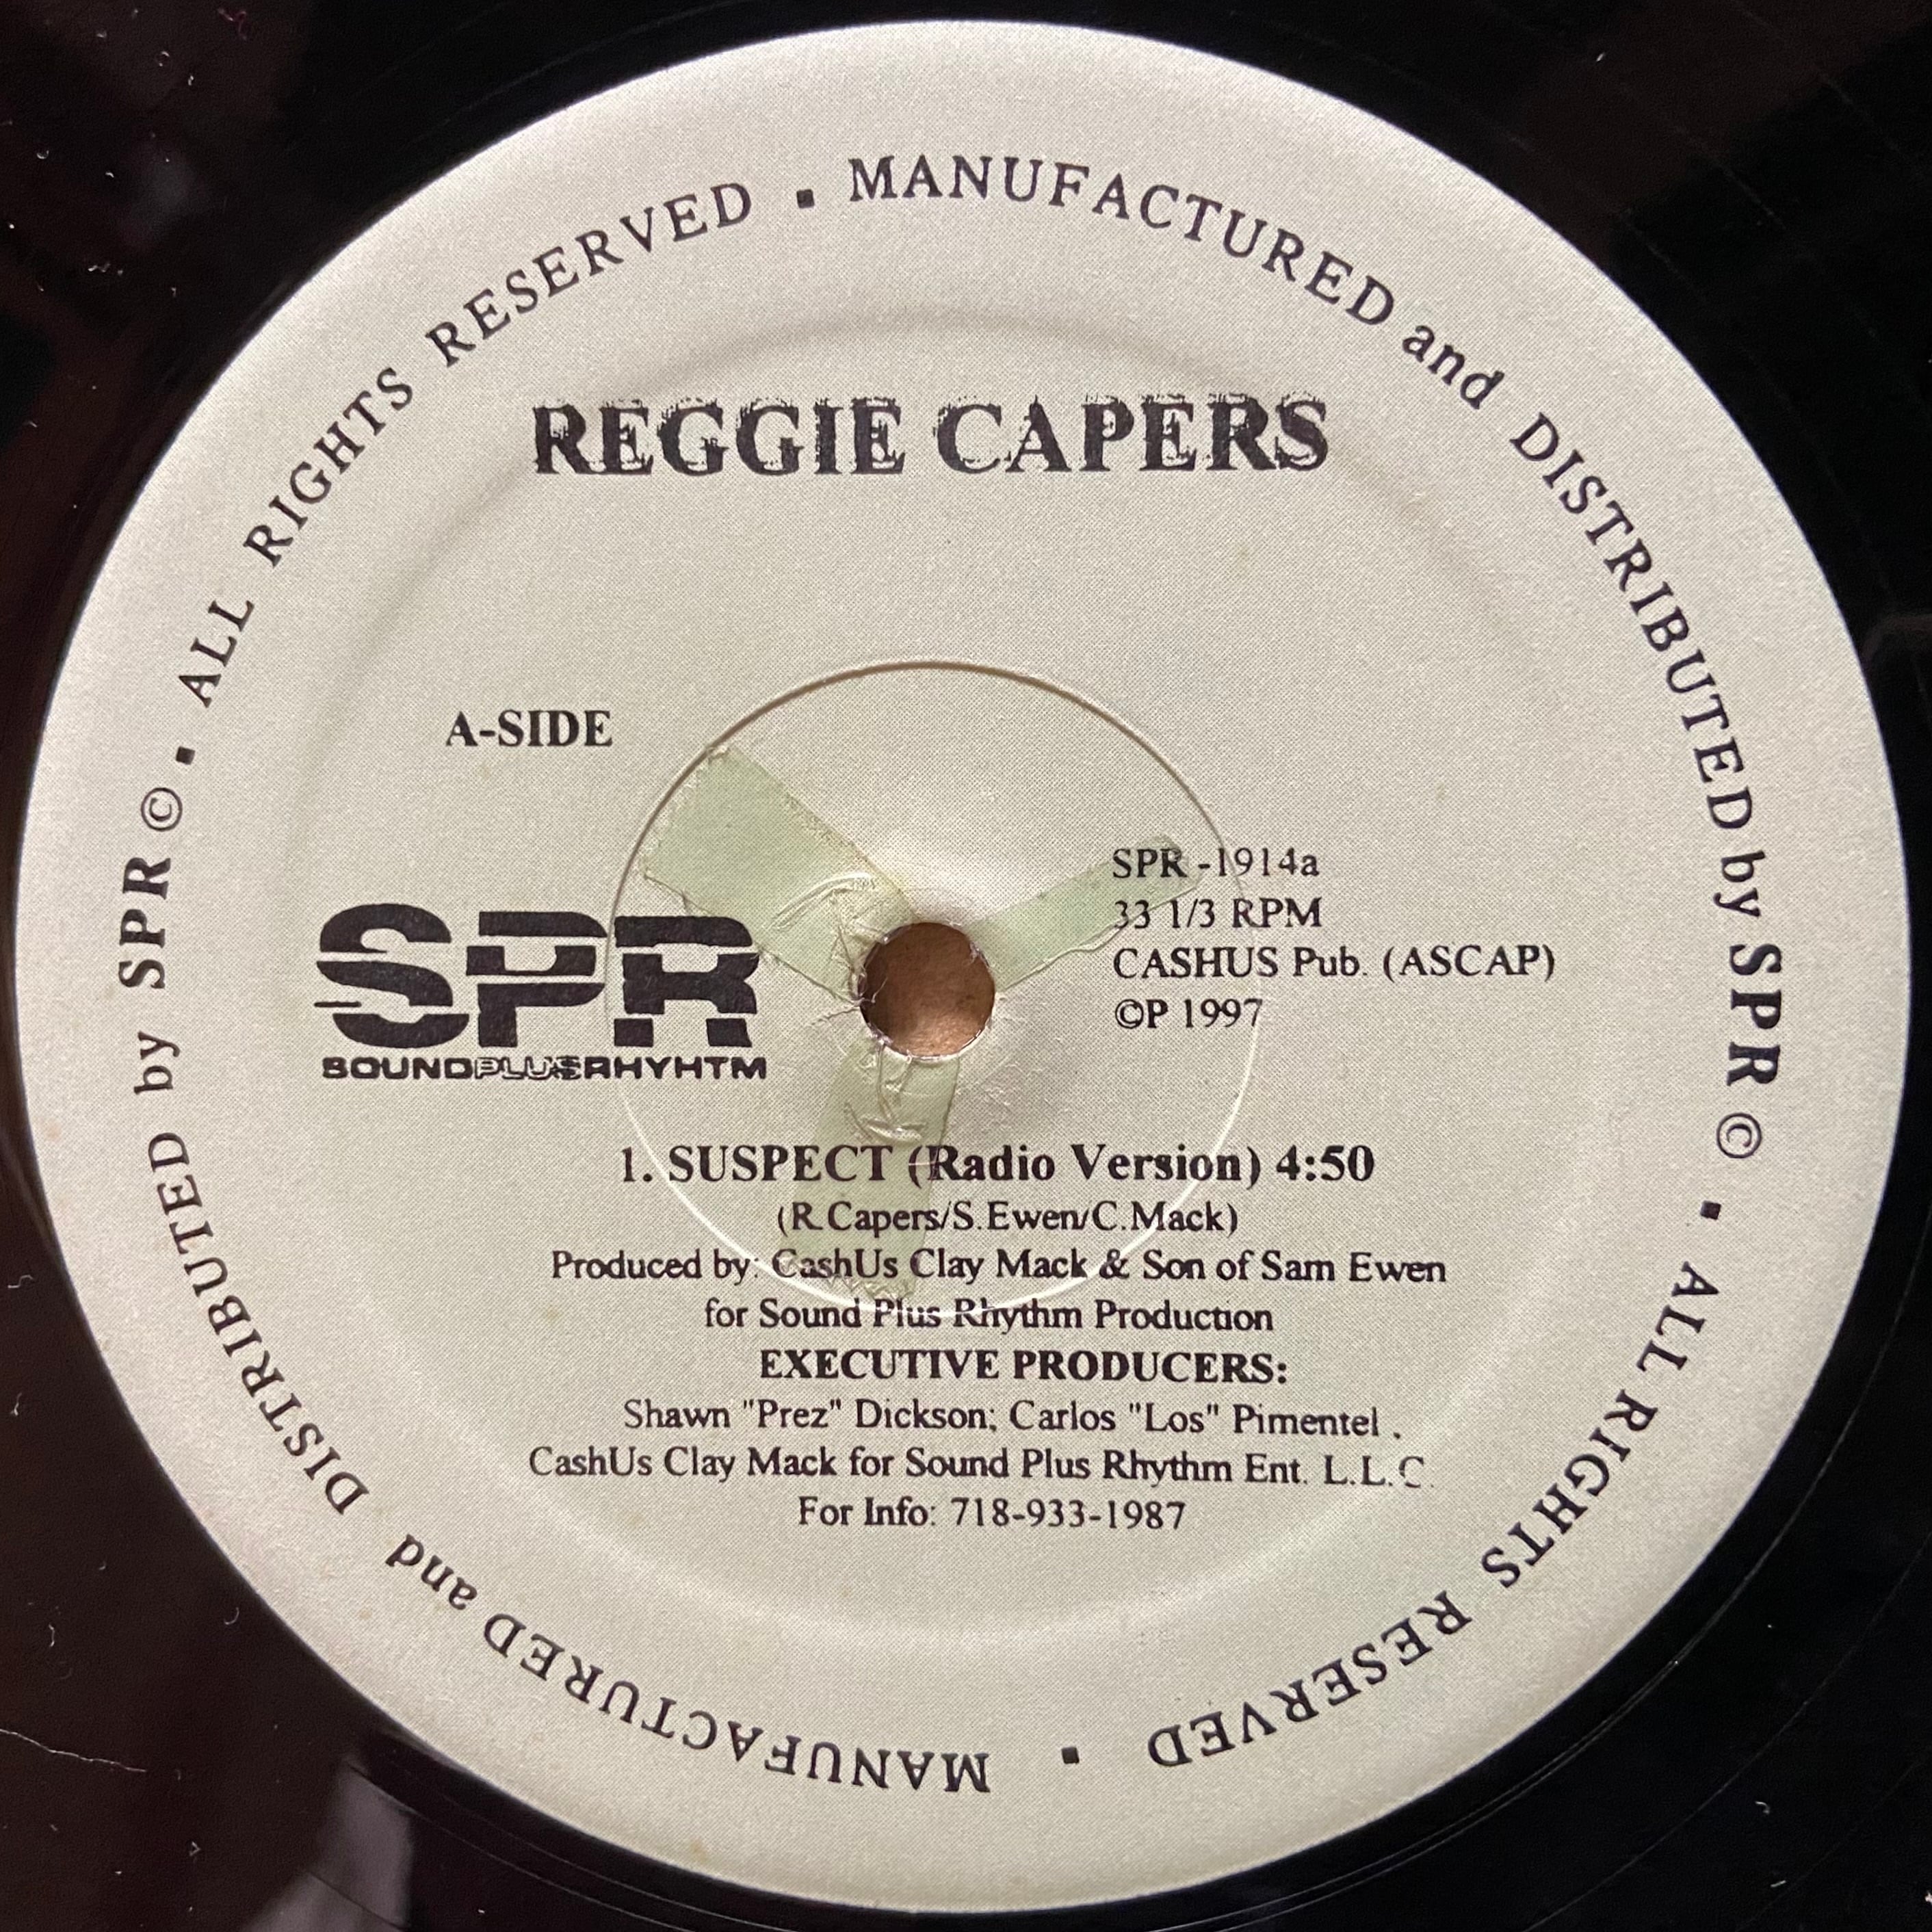 MANUFACTURED and DISTRIBUTED by SPR © ▪ ALL RIGHTS RESERVED ▪ MANUFACTURED and DISTRIBUTED by SPR © ▪ ALL RIGHTS RESERVED ▪
REGGIE CAPERS
A-SIDE
SPR
SOUNDPLUSRHYHTM
SPR -1914a
33 1/3 RPM
CASHUS Pub. (ASCAP)
©P 1997
1. SUSPECT (Radio Version) 4:50
(R.Capers/S.Ewen/C.Mack)
Produced by: CashUs Clay Mack & Son of Sam Ewen
for Sound Plus Rhythm Production
EXECUTIVE PRODUCERS:
Shawn "Prez" Dickson; Carlos "Los" Pimentel .
CashUs Clay Mack for Sound Plus Rhythm Ent. L.L.C.
For Info: 718-933-1987